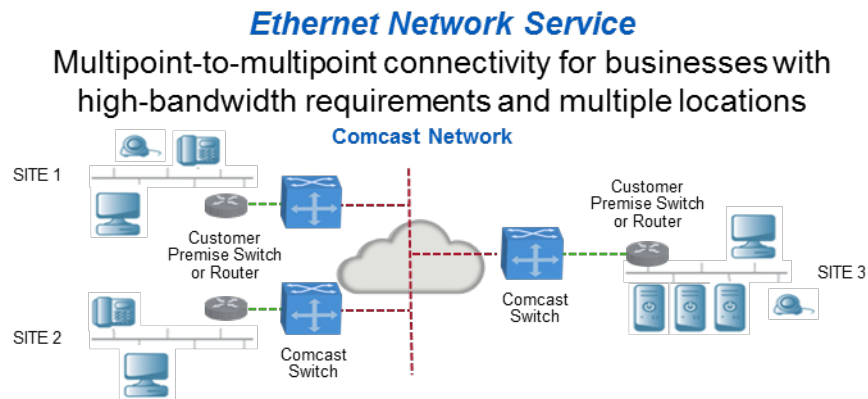 Ethernet Network Service
Multipoint-to-multipoint connectivity for businesses with
high-bandwidth requirements and multiple locations
Comcast Network
SITE 1
Customer
Premise Switch
or Router
Customer
Premise Switch
or Router
SITE 3
Comcast
Switch
SITE 2
Comcast
Switch